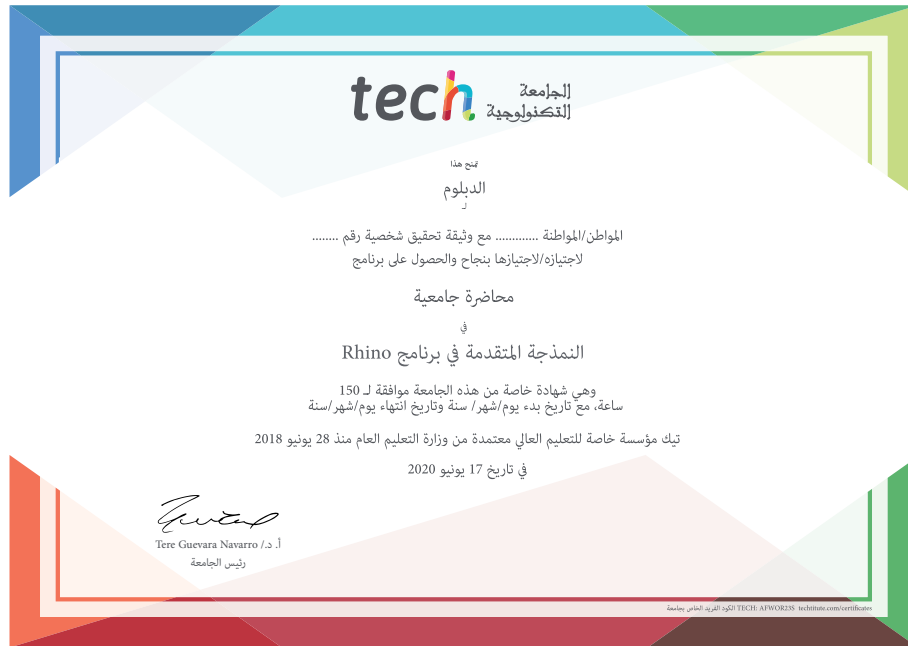 tech الجامعة
التكنولوجية
تمنح هذا
الدبلوم
لـ
المواطن/المواطنة ............. مع وثيقة تحقيق شخصية رقم ........
لاجتيازه/لاجتيازها بنجاح والحصول على برنامج
محاضرة جامعية
في
النمذجة المتقدمة في برنامج Rhino
وهي شهادة خاصة من هذه الجامعة موافقة لـ 150
ساعة، مع تاريخ بدء يوم/شهر/ سنة وتاريخ انتهاء يوم/شهر/سنة
تيك مؤسسة خاصة للتعليم العالي معتمدة من وزارة التعليم العام منذ 28 يونيو 2018
في تاريخ 17 يونيو 2020
أ. د./ Tere Guevara Navarro
رئيس الجامعة
الكود الفريد الخاص بجامعة TECH: AFWOR23S techtitute.com/certificates